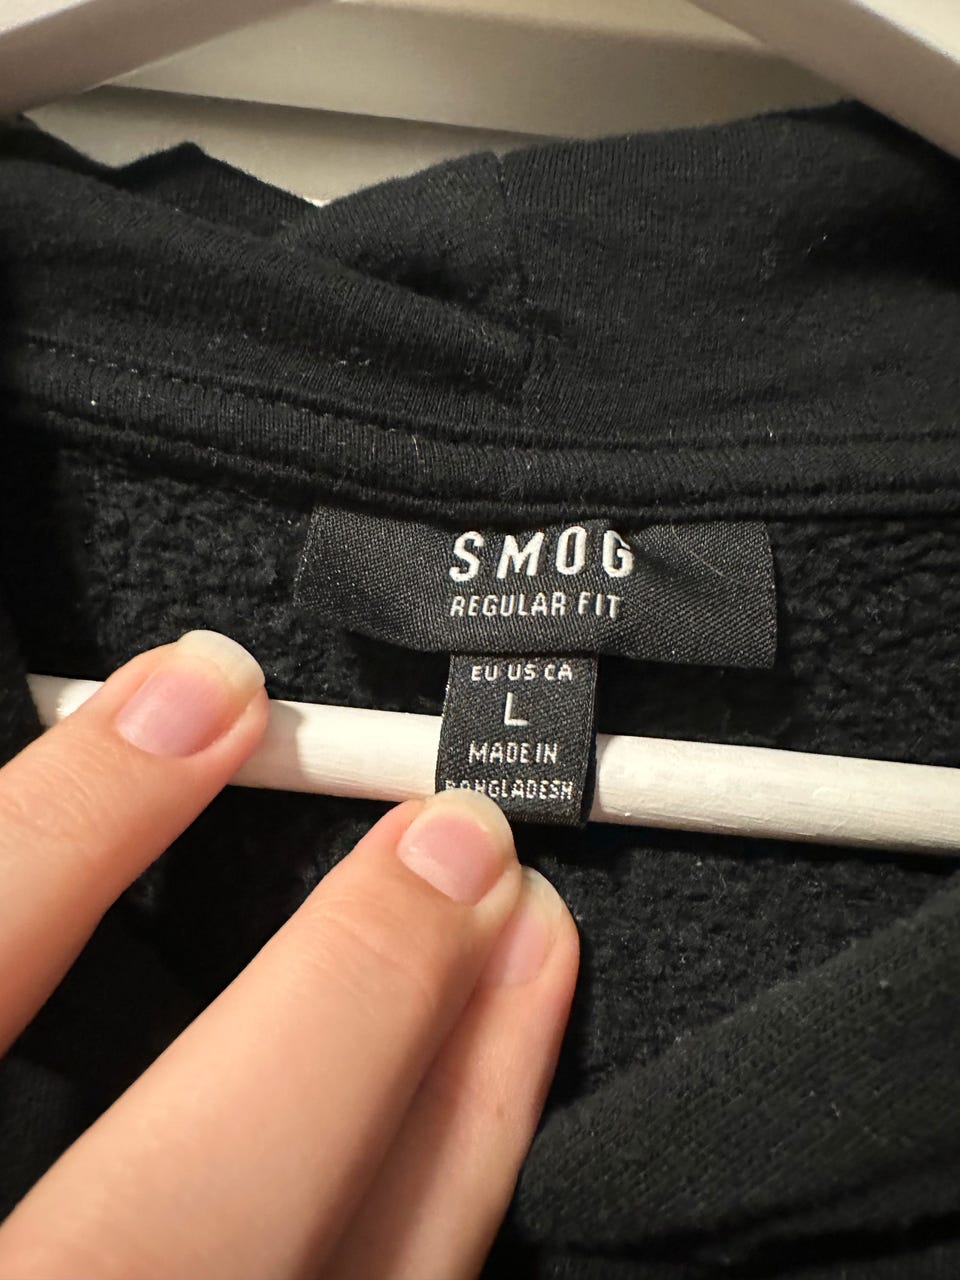 SMOG
REGULAR FIT
EU US CA
L
MADE IN
BANGLADESH